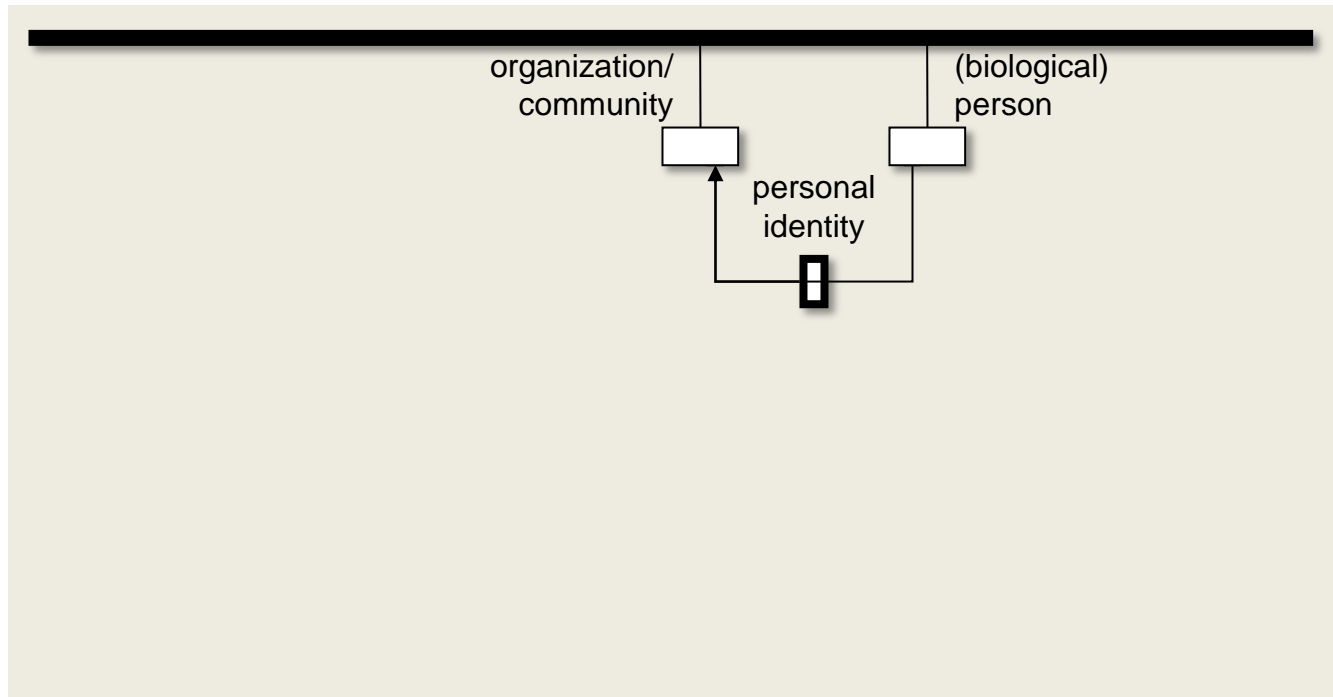 organization/
community
(biological)
person
personal
identity